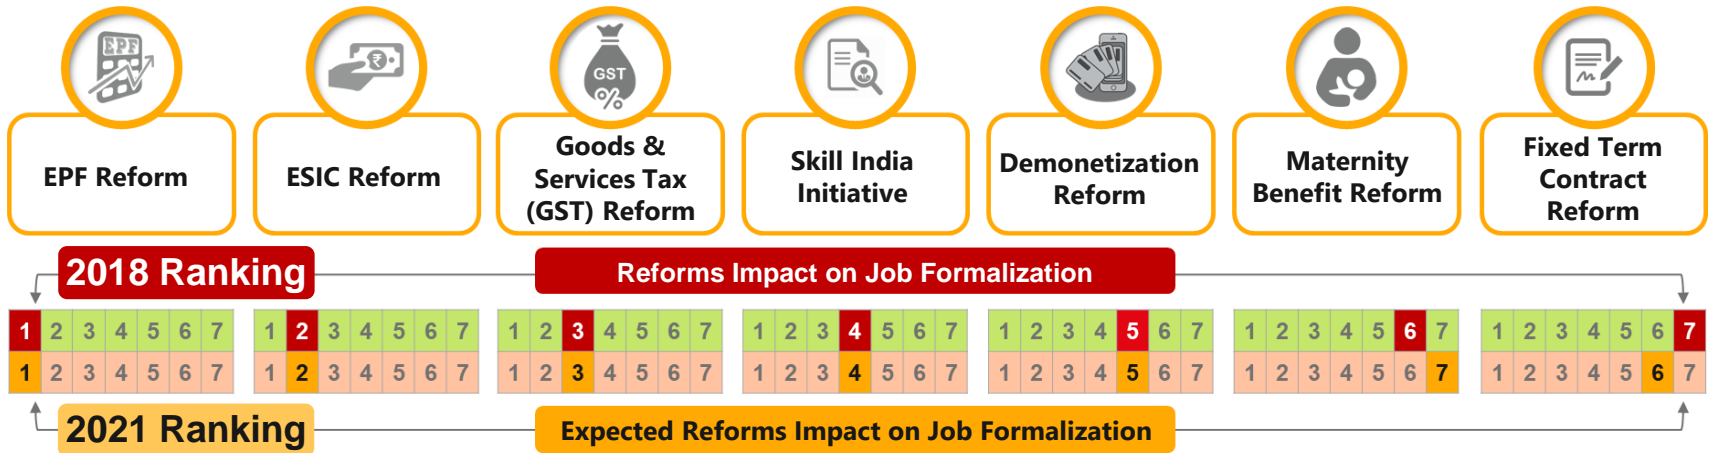 EPF
₹
GST
%
EPF Reform
ESIC Reform
Goods &
Services Tax
(GST) Reform
Skill India
Initiative
Demonetization
Reform
Maternity
Benefit Reform
Fixed Term
Contract
Reform
2018 Ranking
Reforms Impact on Job Formalization
1 2 3 4 5 6 7
1 2 3 4 5 6 7
1 2 3 4 5 6 7
1 2 3 4 5 6 7
1 2 3 4 5 6 7
1 2 3 4 5 6 7
1 2 3 4 5 6 7
1 2 3 4 5 6 7
1 2 3 4 5 6 7
1 2 3 4 5 6 7
1 2 3 4 5 6 7
1 2 3 4 5 6 7
1 2 3 4 5 6 7
1 2 3 4 5 6 7
2021 Ranking
Expected Reforms Impact on Job Formalization